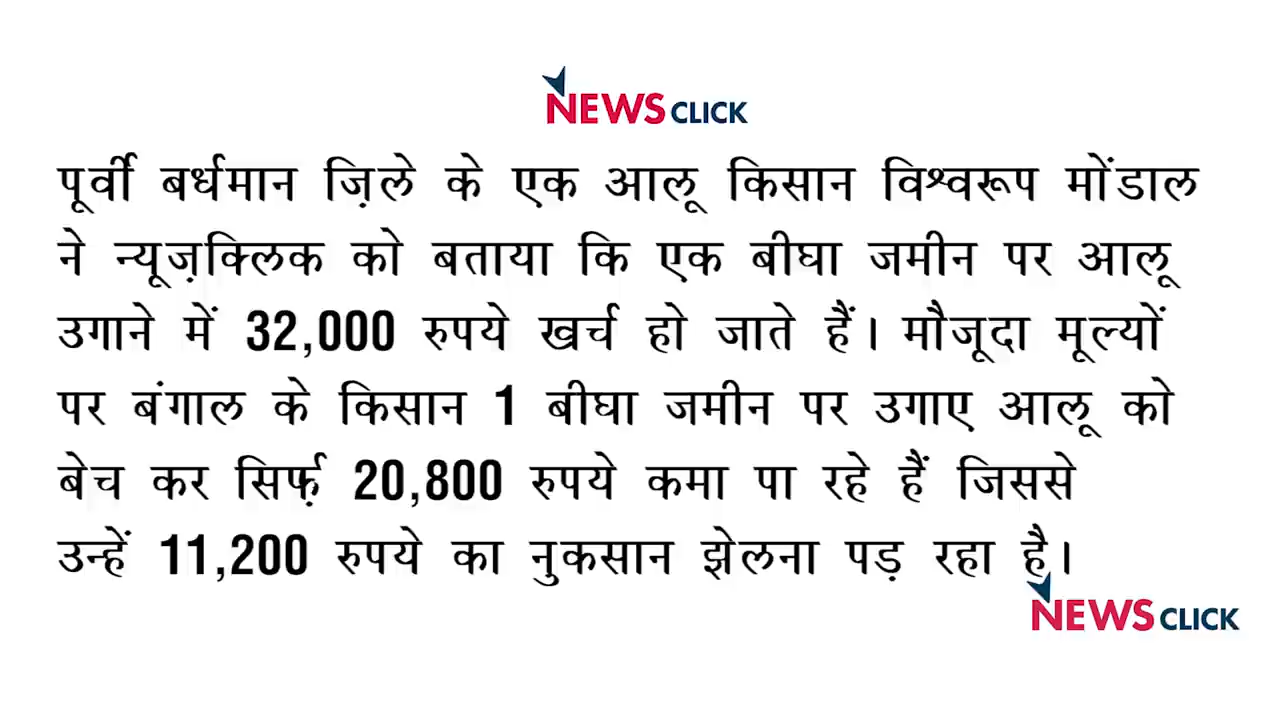 NEWS CLICK
पूर्वी बर्धमान ज़िले के एक आलू किसान विश्वरूप मोंडाल
ने न्यूज़क्लिक को बताया कि एक बीघा जमीन पर आलू
उगाने में 32,000 रुपये खर्च हो जाते हैं। मौजूदा मूल्यों
पर बंगाल के किसान 1 बीघा जमीन पर उगाए आलू को
बेच कर सिर्फ़ 20,800 रुपये कमा पा रहे हैं जिससे
उन्हें 11,200 रुपये का नुकसान झेलना पड़ रहा है।
NEWS CLICK